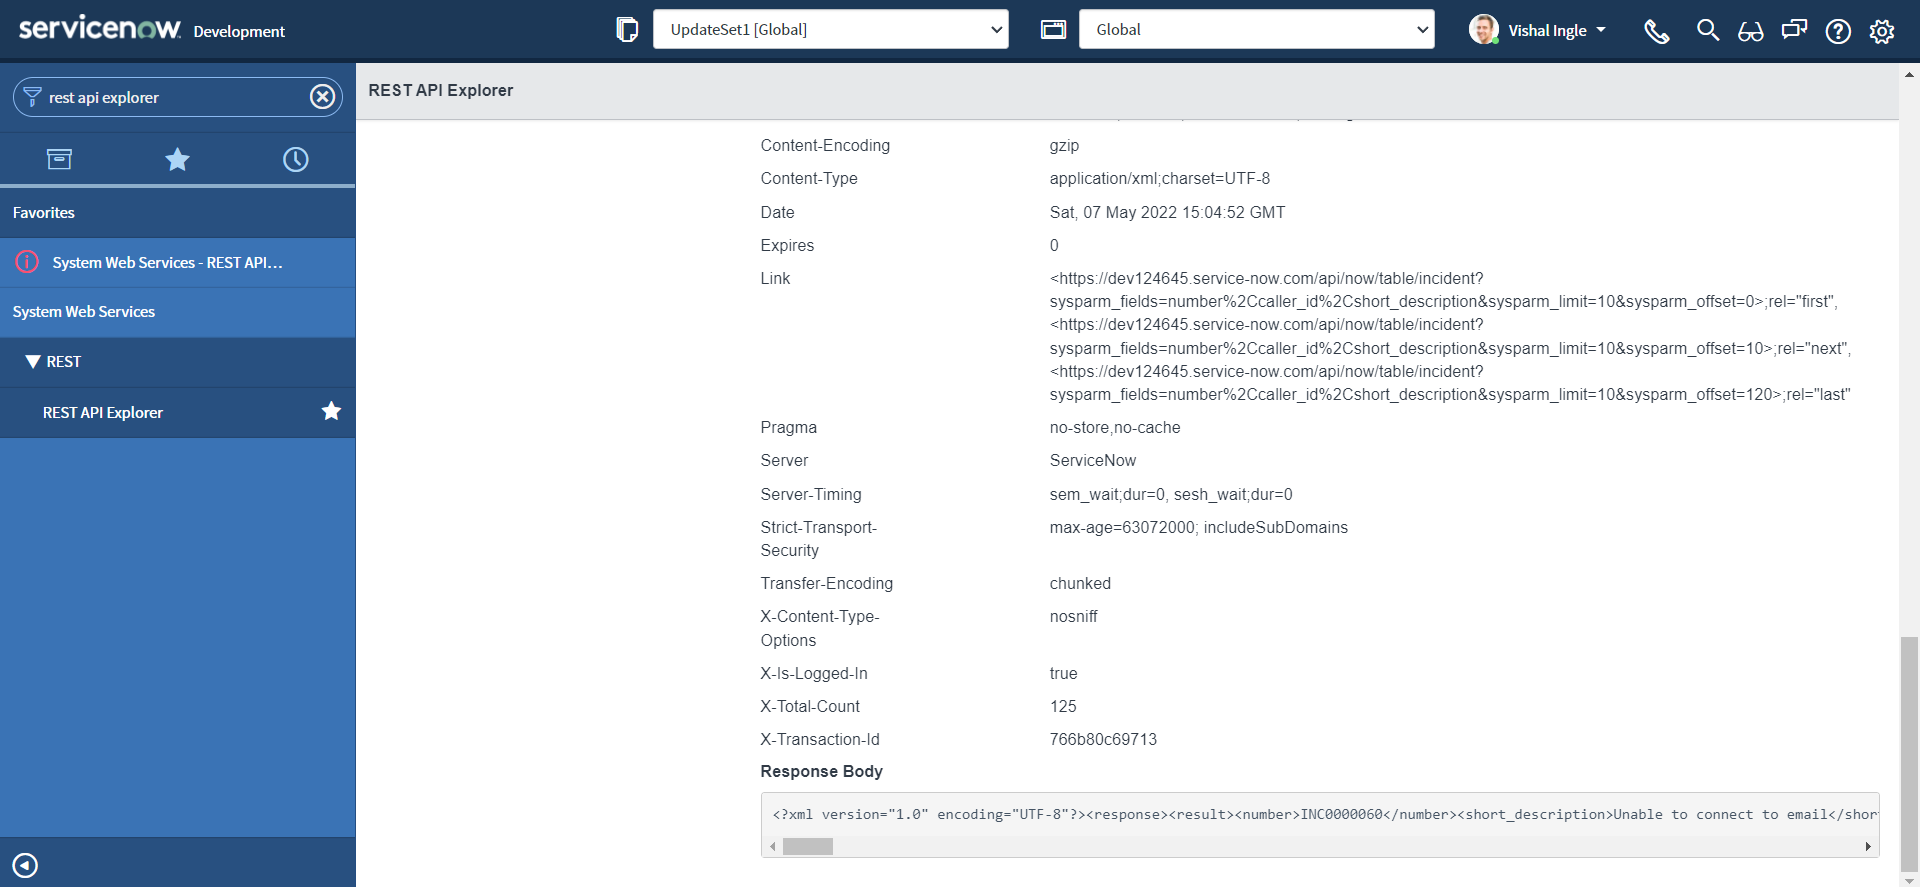 servicenow. Development
UpdateSet1 [Global]
Global
Vishal Ingle
rest api explorer
Favorites
System Web Services - REST API...
System Web Services
REST
REST API Explorer
REST API Explorer
Content-Encoding gzip
Content-Type application/xml;charset=UTF-8
Date Sat, 07 May 2022 15:04:52 GMT
Expires 0
Link <https://dev124645.service-now.com/api/now/table/incident?
sysparm_fields=number%2Ccaller_id%2Cshort_description&sysparm_limit=10&sysparm_offset=0>;rel="first",
<https://dev124645.service-now.com/api/now/table/incident?
sysparm_fields=number%2Ccaller_id%2Cshort_description&sysparm_limit=10&sysparm_offset=10>;rel="next",
<https://dev124645.service-now.com/api/now/table/incident?
sysparm_fields=number%2Ccaller_id%2Cshort_description&sysparm_limit=10&sysparm_offset=120>;rel="last"
Pragma no-store,no-cache
Server ServiceNow
Server-Timing sem_wait;dur=0, sesh_wait;dur=0
Strict-Transport- max-age=63072000; includeSubDomains
Security
Transfer-Encoding chunked
X-Content-Type- nosniff
Options
X-Is-Logged-In true
X-Total-Count 125
X-Transaction-Id 766b80c69713
Response Body
<?xml version="1.0" encoding="UTF-8"?><response><result><number>INC0000060</number><short_description>Unable to connect to email</shor